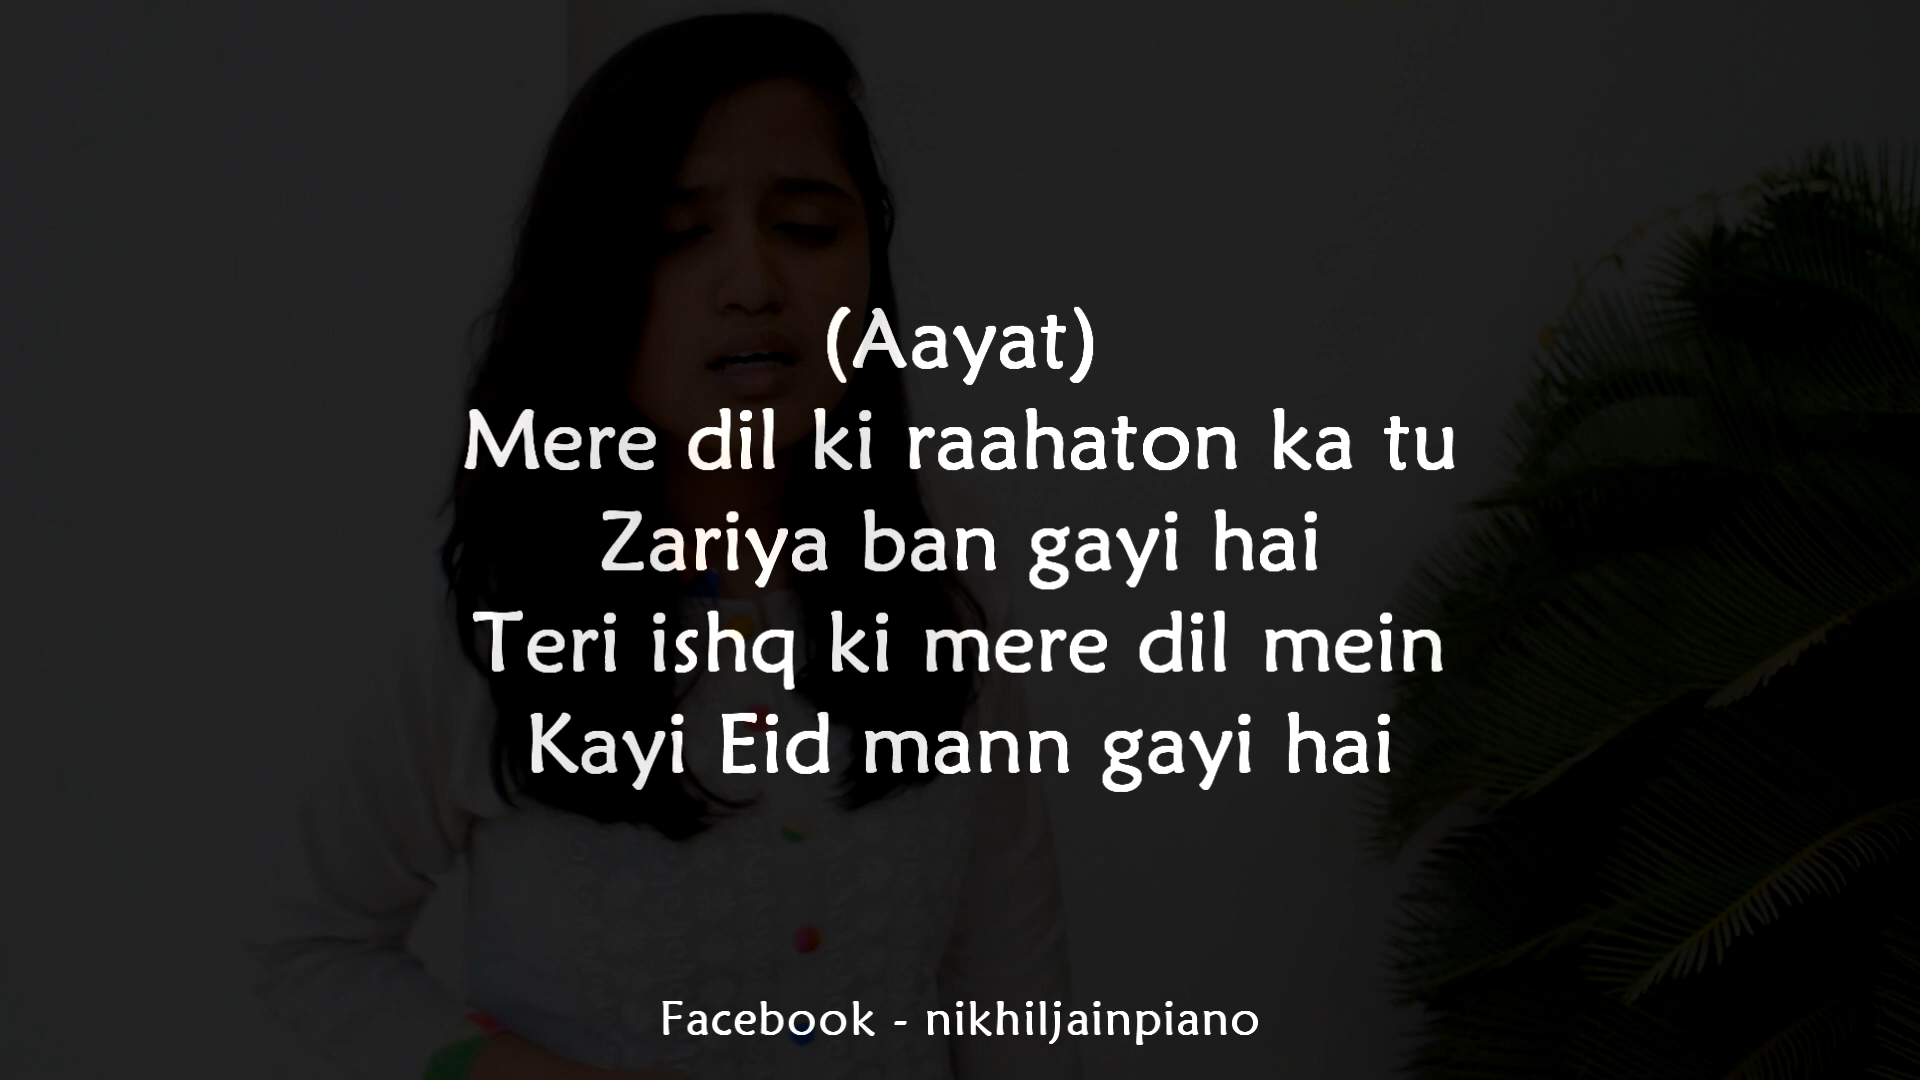 (Aayat)
Mere dil ki raahaton ka tu
Zariya ban gayi hai
Teri ishq ki mere dil mein
Kayi Eid mann gayi hai
Facebook - nikhiljainpiano